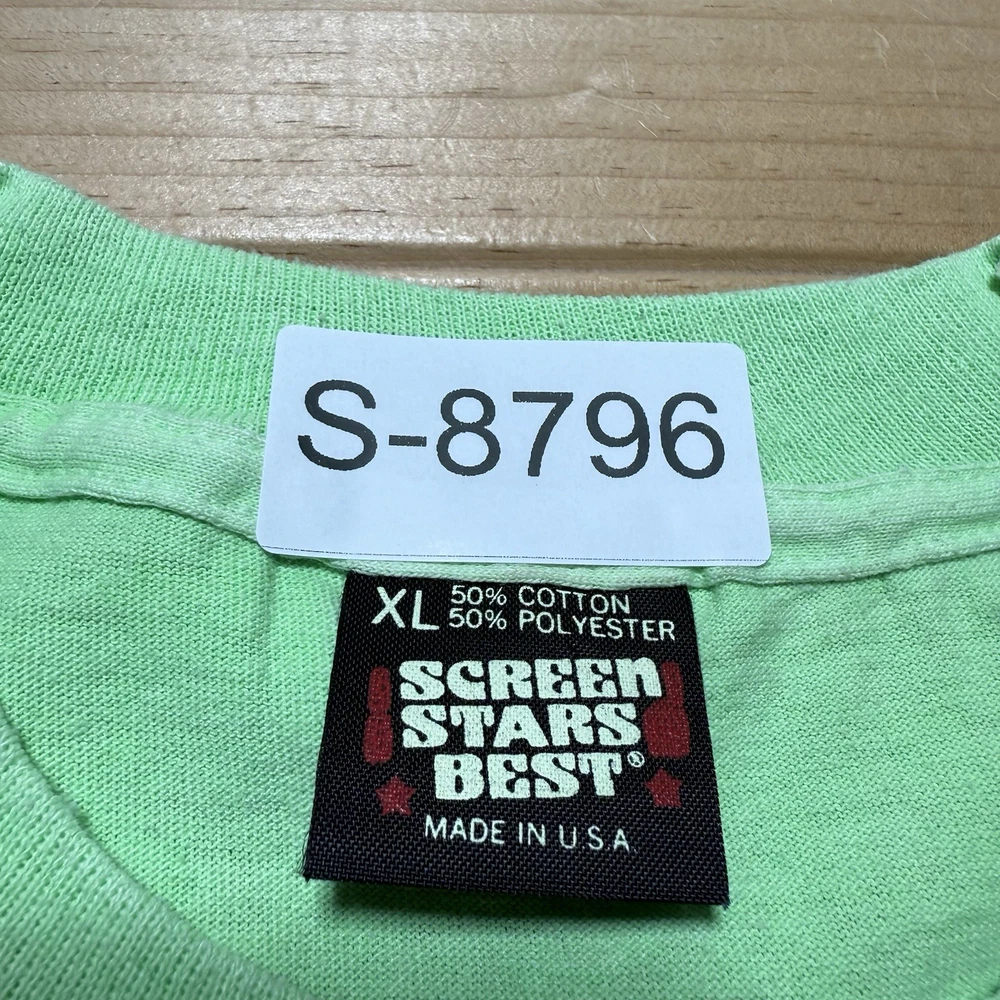 S-8796
XL 50% COTTON
50% POLYESTER
SCREEN
STARS
BEST®
MADE IN U.S.A.